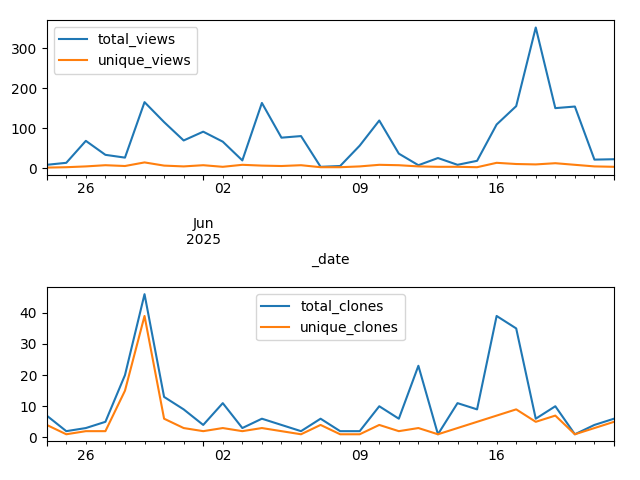 total_views
unique_views
300
200
100
0
26 02 09 16
Jun
2025
_date
total_clones
unique_clones
40
30
20
10
0
26 02 09 16